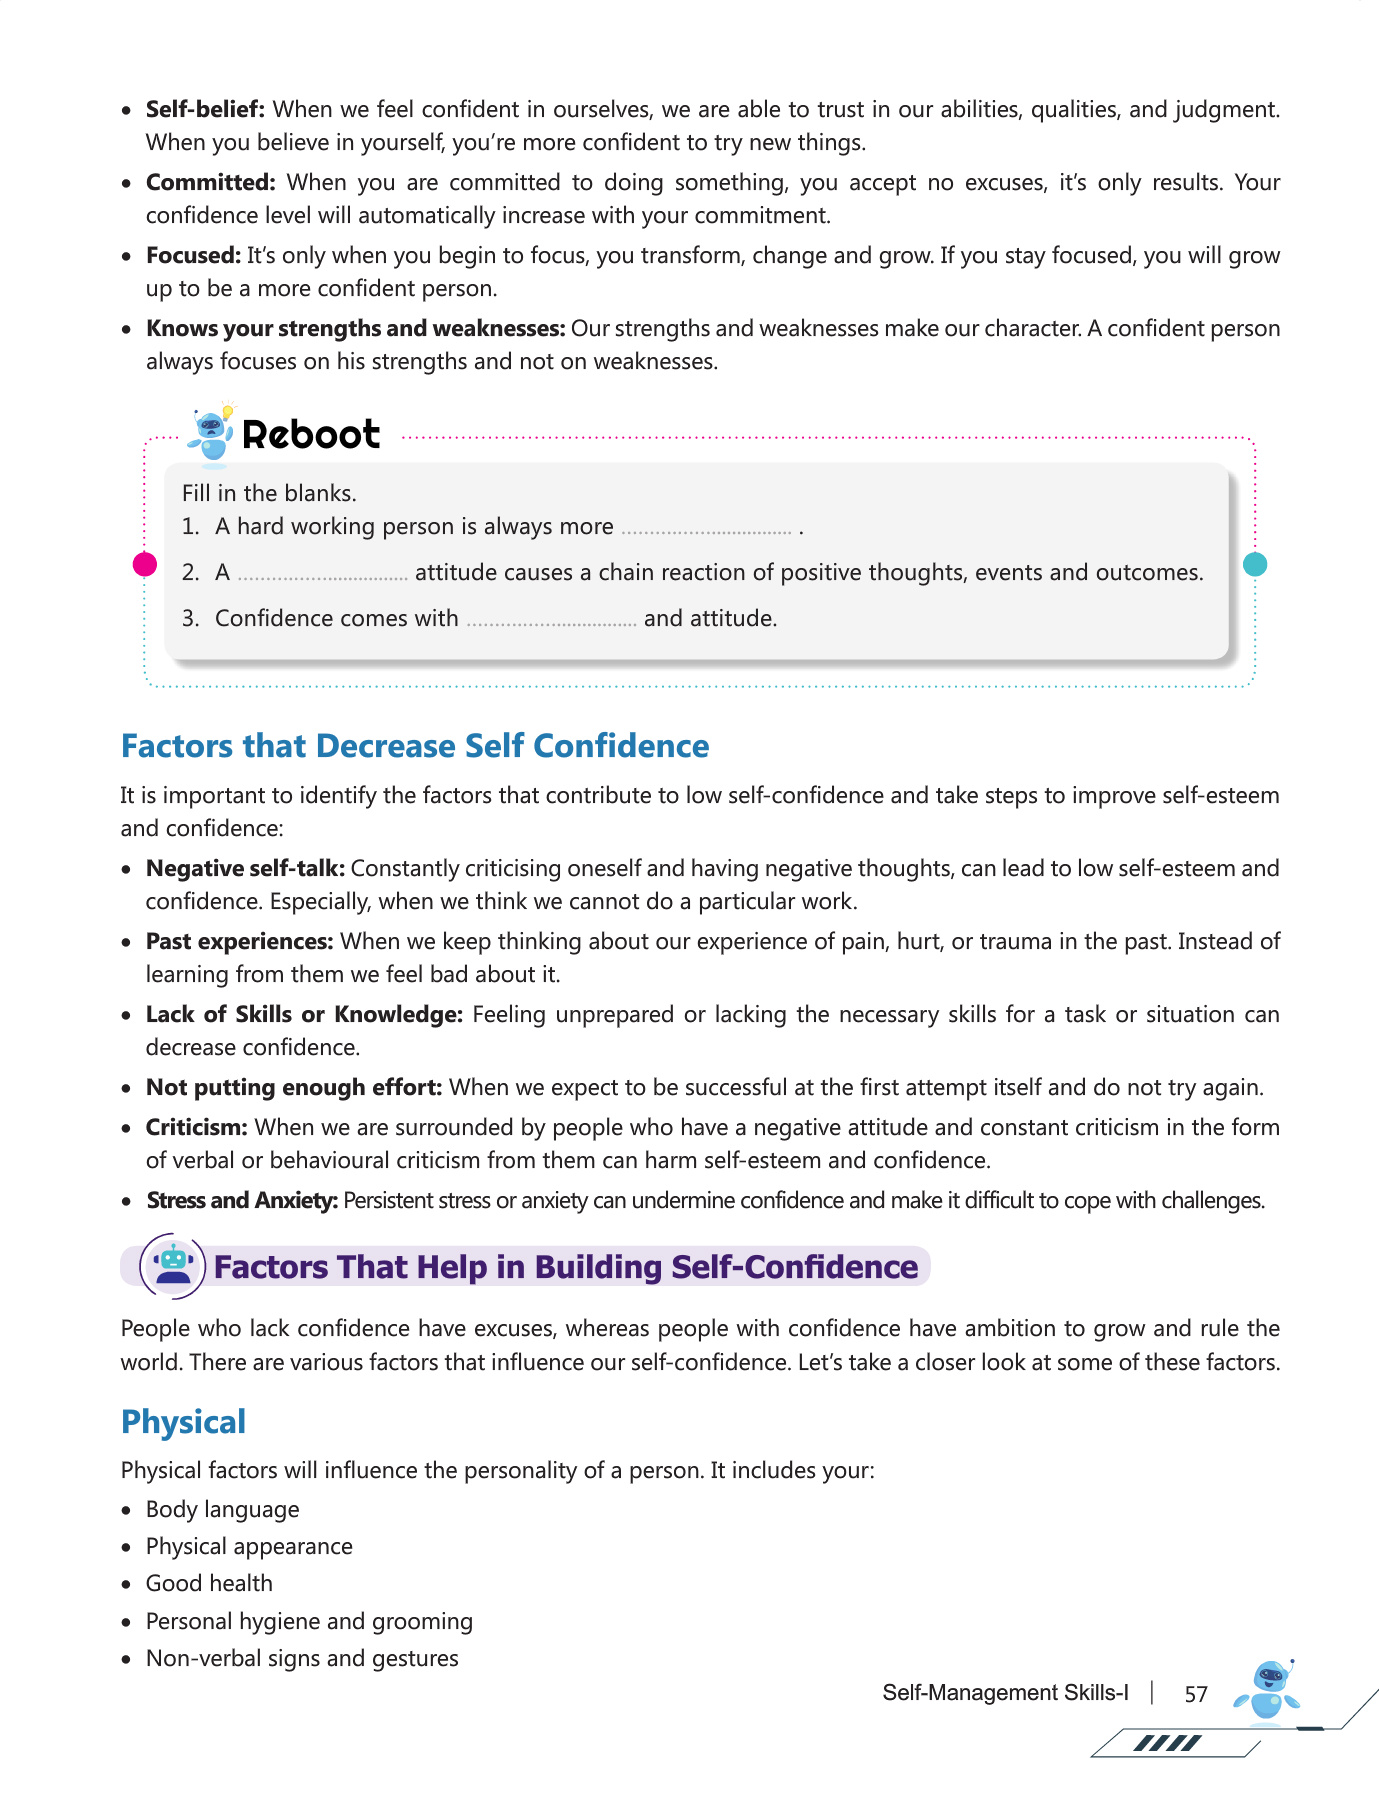 • Self-belief: When we feel confident in ourselves, we are able to trust in our abilities, qualities, and judgment.
When you believe in yourself, you’re more confident to try new things.
• Committed: When you are committed to doing something, you accept no excuses, it’s only results. Your
confidence level will automatically increase with your commitment.
• Focused: It’s only when you begin to focus, you transform, change and grow. If you stay focused, you will grow
up to be a more confident person.
• Knows your strengths and weaknesses: Our strengths and weaknesses make our character. A confident person
always focuses on his strengths and not on weaknesses.
Reboot
Fill in the blanks.
1. A hard working person is always more ............................... .
2. A ............................... attitude causes a chain reaction of positive thoughts, events and outcomes.
3. Confidence comes with ............................... and attitude.
Factors that Decrease Self Confidence
It is important to identify the factors that contribute to low self-confidence and take steps to improve self-esteem
and confidence:
• Negative self-talk: Constantly criticising oneself and having negative thoughts, can lead to low self-esteem and
confidence. Especially, when we think we cannot do a particular work.
• Past experiences: When we keep thinking about our experience of pain, hurt, or trauma in the past. Instead of
learning from them we feel bad about it.
• Lack of Skills or Knowledge: Feeling unprepared or lacking the necessary skills for a task or situation can
decrease confidence.
• Not putting enough effort: When we expect to be successful at the first attempt itself and do not try again.
• Criticism: When we are surrounded by people who have a negative attitude and constant criticism in the form
of verbal or behavioural criticism from them can harm self-esteem and confidence.
• Stress and Anxiety: Persistent stress or anxiety can undermine confidence and make it difficult to cope with challenges.
Factors That Help in Building Self-Confidence
People who lack confidence have excuses, whereas people with confidence have ambition to grow and rule the
world. There are various factors that influence our self-confidence. Let’s take a closer look at some of these factors.
Physical
Physical factors will influence the personality of a person. It includes your:
• Body language
• Physical appearance
• Good health
• Personal hygiene and grooming
• Non-verbal signs and gestures
Self-Management Skills-I | 57